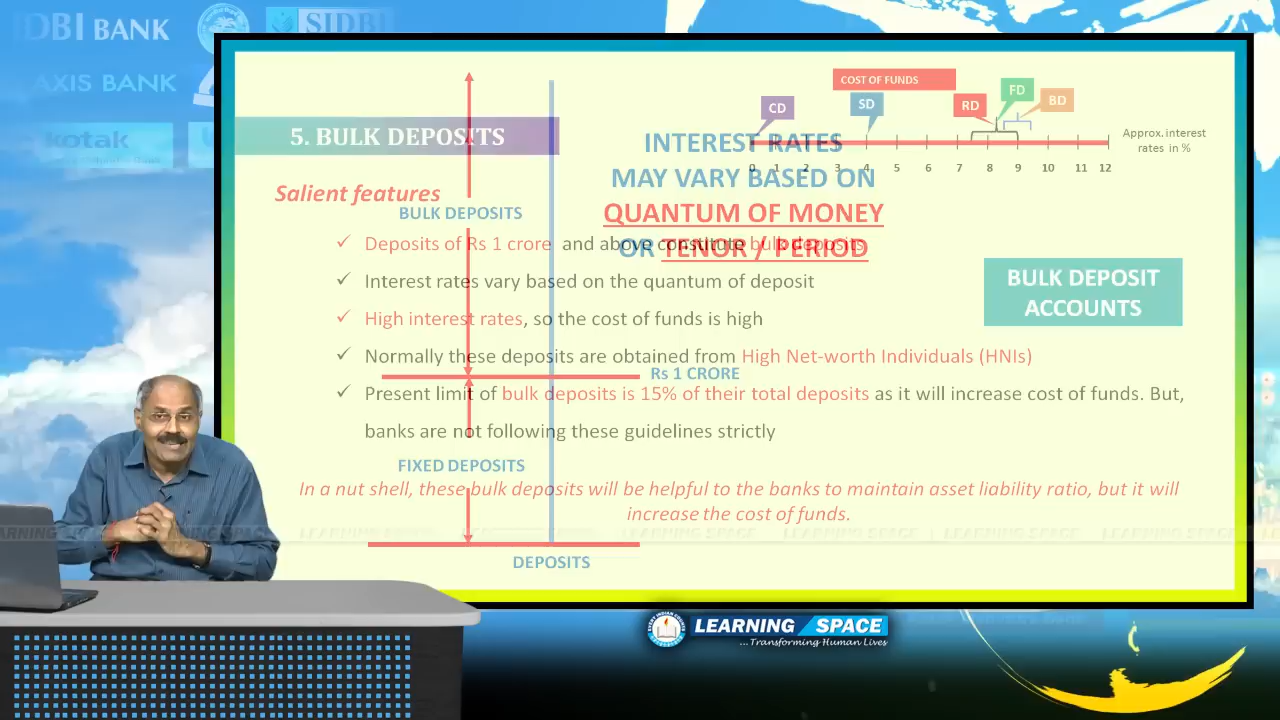 IDBI BANK
SIDBI
AXIS BANK
kotak
COST OF FUNDS
CD
SD
RD
FD
BD
Approx. interest
rates in %
0 1 2 3 4 5 6 7 8 9 10 11 12
5. BULK DEPOSITS
INTEREST RATES
MAY VARY BASED ON
QUANTUM OF MONEY
OR TENOR / PERIOD
Salient features
BULK DEPOSITS
✓ Deposits of Rs 1 crore and above constitute bulk deposits
✓ Interest rates vary based on the quantum of deposit
BULK DEPOSIT
ACCOUNTS
✓ High interest rates, so the cost of funds is high
✓ Normally these deposits are obtained from High Net-worth Individuals (HNIs)
Rs 1 CRORE
✓ Present limit of bulk deposits is 15% of their total deposits as it will increase cost of funds. But,
banks are not following these guidelines strictly
FIXED DEPOSITS
In a nut shell, these bulk deposits will be helpful to the banks to maintain asset liability ratio, but it will
increase the cost of funds.
DEPOSITS
LEARNING SPACE
...Transforming Human Lives